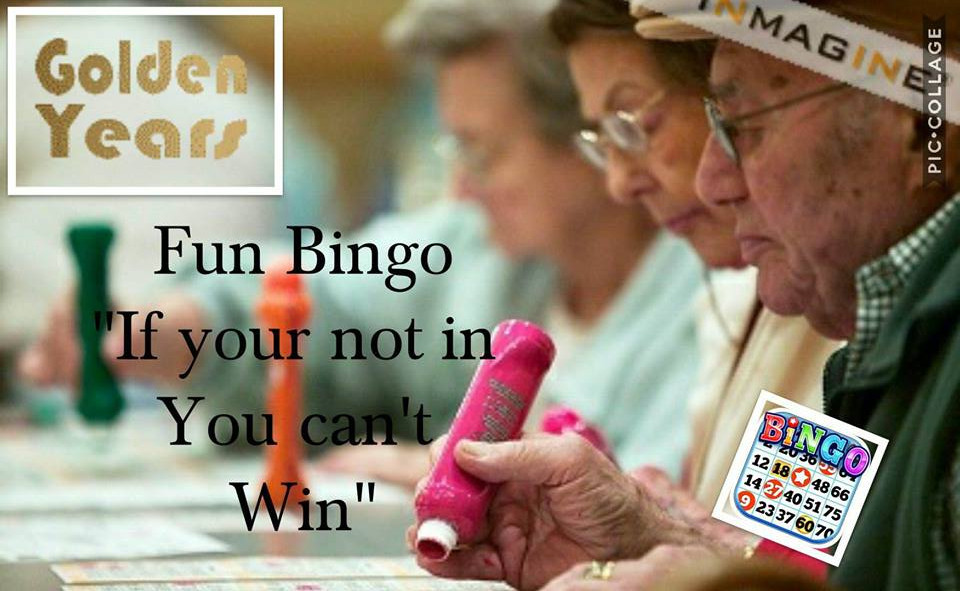 Golden
Years
INMAGINE
PIC•COLLAGE
Fun Bingo
"If your not in
You can't
Win"
BiNGO
12 18 48 66
14 27 40 51 75
9 23 37 60 70